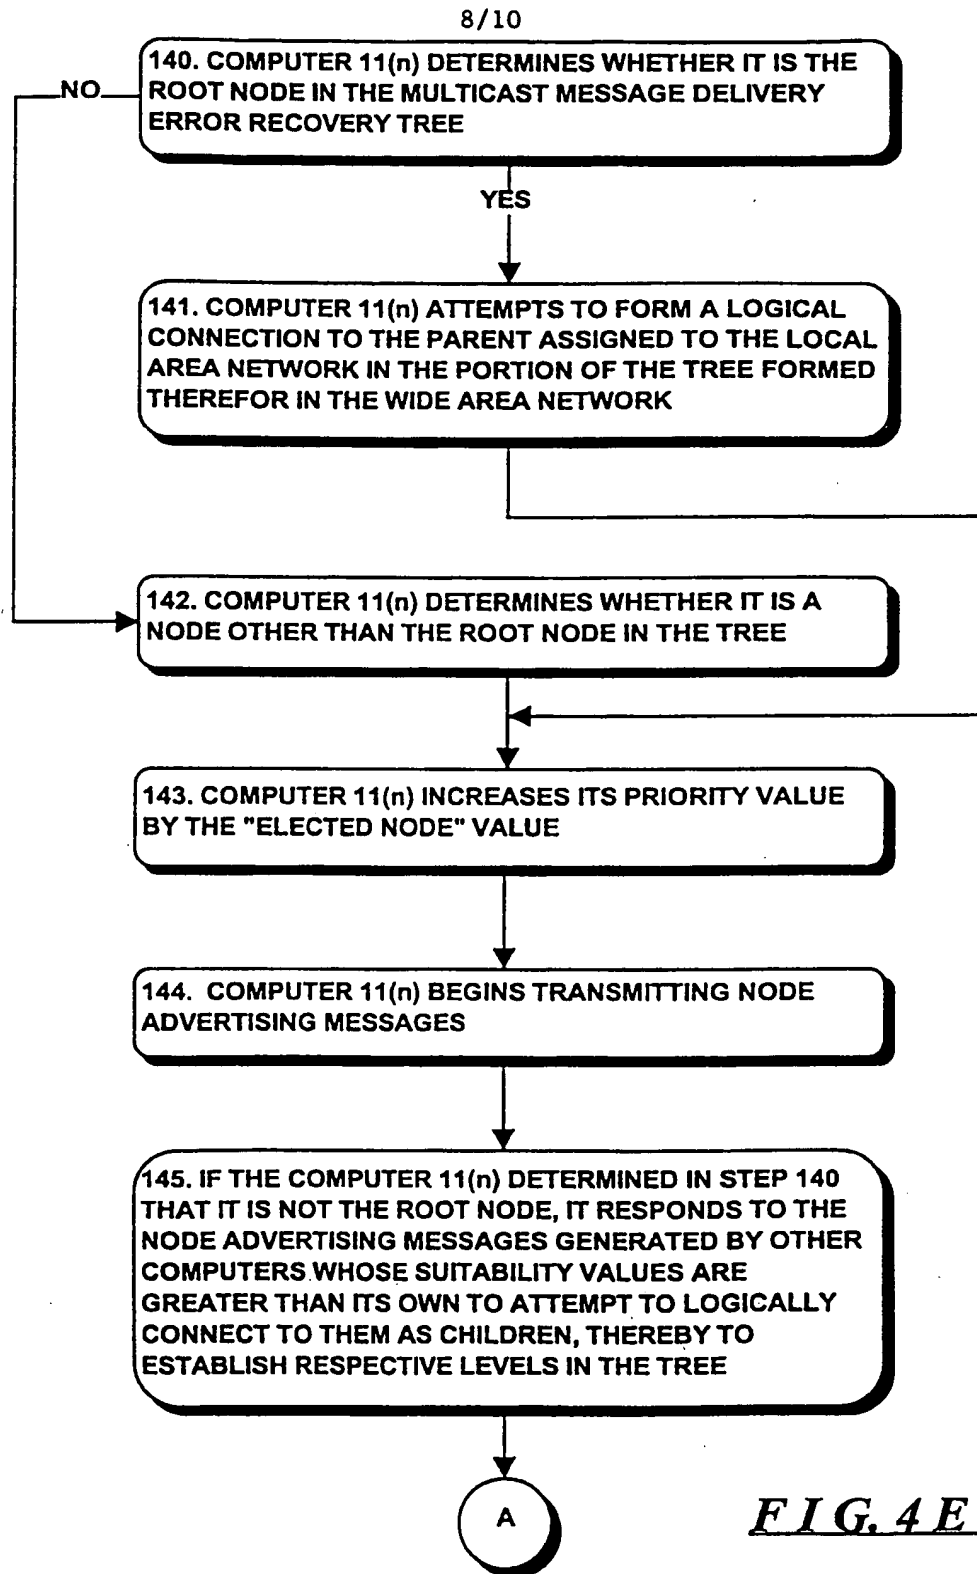 8/10
140. COMPUTER 11(n) DETERMINES WHETHER IT IS THE
ROOT NODE IN THE MULTICAST MESSAGE DELIVERY
ERROR RECOVERY TREE
NO
YES
141. COMPUTER 11(n) ATTEMPTS TO FORM A LOGICAL
CONNECTION TO THE PARENT ASSIGNED TO THE LOCAL
AREA NETWORK IN THE PORTION OF THE TREE FORMED
THEREFOR IN THE WIDE AREA NETWORK
142. COMPUTER 11(n) DETERMINES WHETHER IT IS A
NODE OTHER THAN THE ROOT NODE IN THE TREE
143. COMPUTER 11(n) INCREASES ITS PRIORITY VALUE
BY THE "ELECTED NODE" VALUE
144. COMPUTER 11(n) BEGINS TRANSMITTING NODE
ADVERTISING MESSAGES
145. IF THE COMPUTER 11(n) DETERMINED IN STEP 140
THAT IT IS NOT THE ROOT NODE, IT RESPONDS TO THE
NODE ADVERTISING MESSAGES GENERATED BY OTHER
COMPUTERS WHOSE SUITABILITY VALUES ARE
GREATER THAN ITS OWN TO ATTEMPT TO LOGICALLY
CONNECT TO THEM AS CHILDREN, THEREBY TO
ESTABLISH RESPECTIVE LEVELS IN THE TREE
A
FIG. 4E